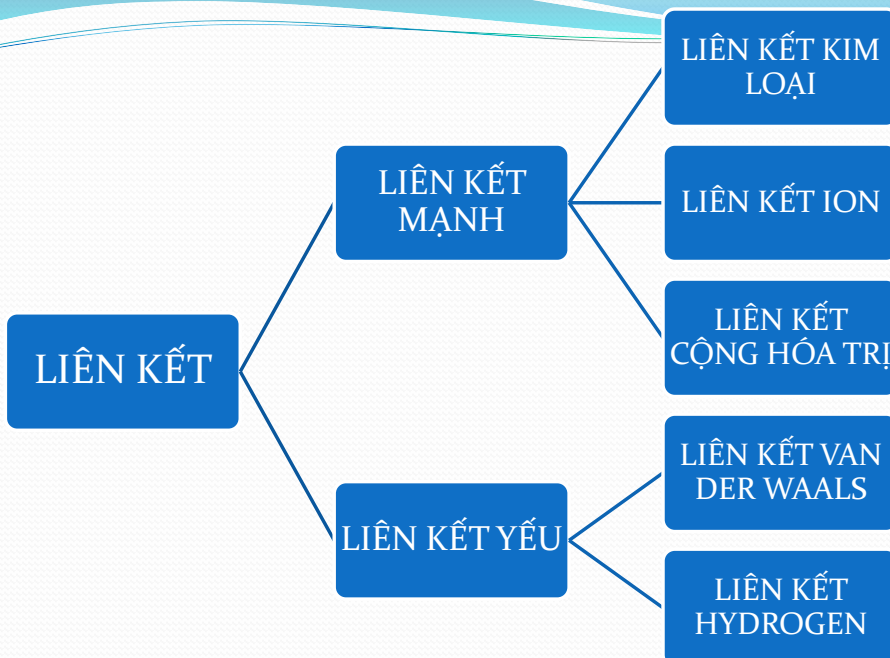 LIÊN KẾT
LIÊN KẾT
MẠNH
LIÊN KẾT KIM
LOẠI
LIÊN KẾT ION
LIÊN KẾT
CỘNG HÓA TRỊ
LIÊN KẾT YẾU
LIÊN KẾT VAN
DER WAALS
LIÊN KẾT
HYDROGEN